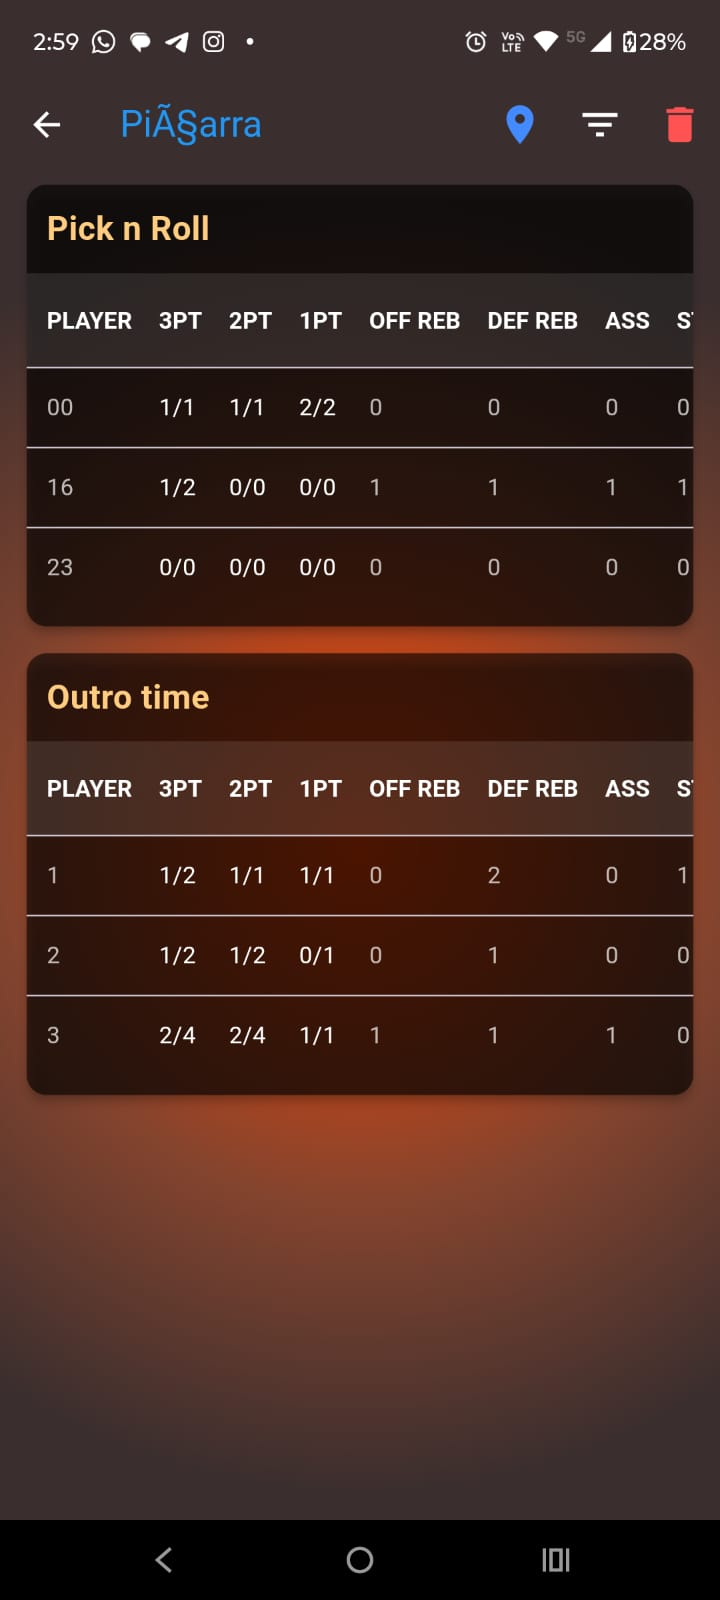 2:59 Vo)) LTE 5G 28%
PiÃ§arra
Pick n Roll
PLAYER 3PT 2PT 1PT OFF REB DEF REB ASS
00 1/1 1/1 2/2 0 0 0 0
16 1/2 0/0 0/0 1 1 1 1
23 0/0 0/0 0/0 0 0 0 0
Outro time
PLAYER 3PT 2PT 1PT OFF REB DEF REB ASS
1 1/2 1/1 1/1 0 2 0 1
2 1/2 1/2 0/1 0 1 0 0
3 2/4 2/4 1/1 1 1 1 0